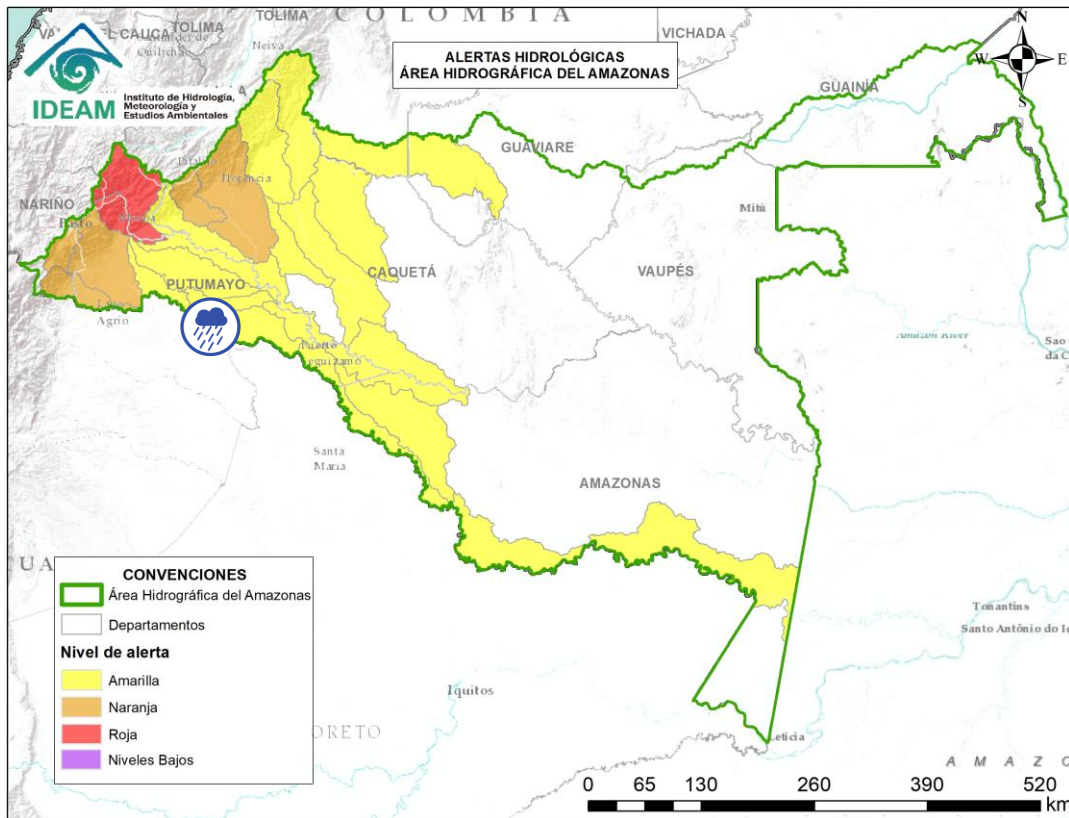 COLOMBIA
TOLIMA
TOLIMA
VICHADA
Neiva
IDEAM
Instituto de Hidrología,
Meteorología y
Estudios Ambientales
ALERTAS HIDROLÓGICAS
ÁREA HIDROGRÁFICA DEL AMAZONAS
N
W
E
S
GUAINÍA
GUAVIARE
NARIÑO
Mitú
CAQUETÁ
VAUPÉS
PUTUMAYO
Agrio
Amazon River
Puerto
Santa
Maria
AMAZONAS
CONVENCIONES
Área Hidrográfica del Amazonas
Departamentos
Nivel de alerta
Amarilla
Naranja
Roja
Niveles Bajos
Tonantins
Santo Antônio do I
Iquitos
ORETO
Leticia
AMAZO
0 65 130 260 390 520
km